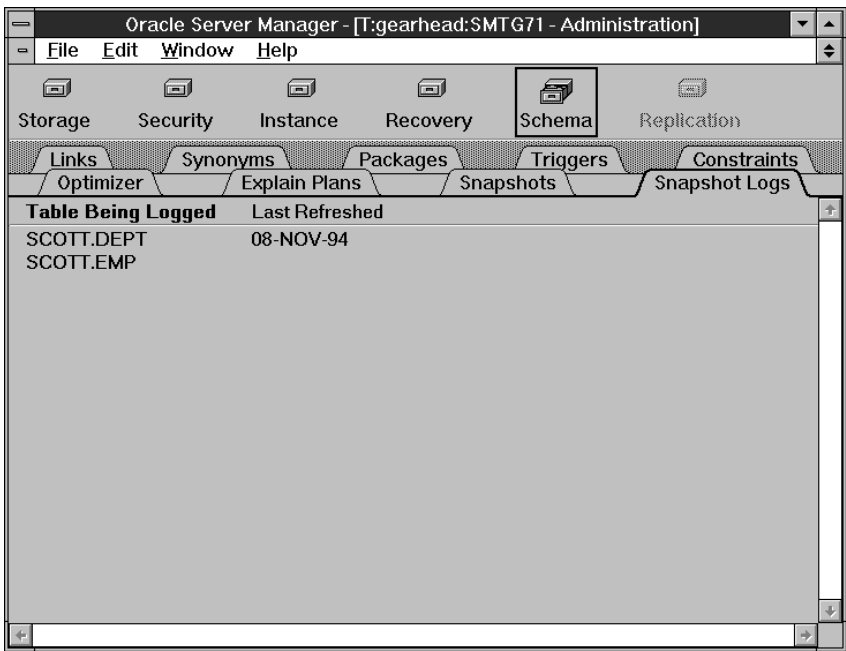 Oracle Server Manager - [T:gearhead:SMTG71 - Administration]
File Edit Window Help
Storage Security Instance Recovery Schema Replication
Links Synonyms Packages Triggers Constraints
Optimizer Explain Plans Snapshots Snapshot Logs
Table Being Logged Last Refreshed
SCOTT.DEPT 08-NOV-94
SCOTT.EMP